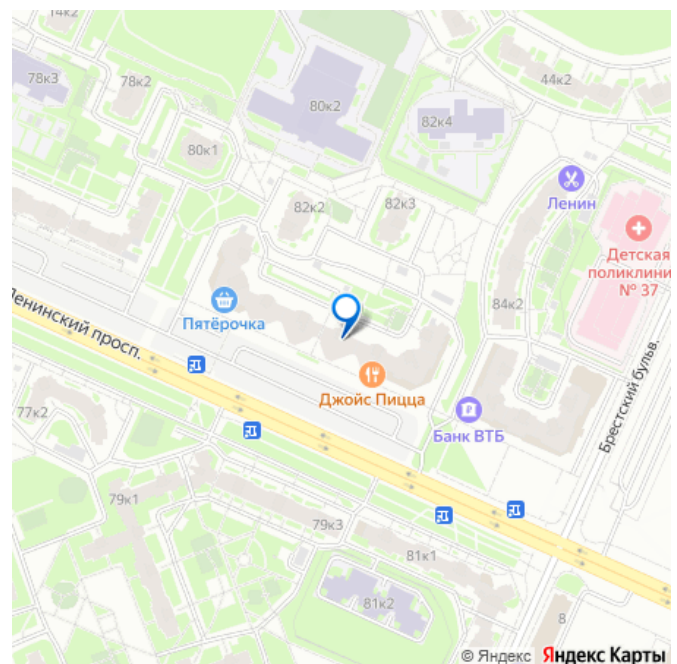 14к2
78к3
78к2
44к2
80к2
82к4
80к1
Ленин
82к2
82к3
Детская
поликлини
№ 37
84к2
Пятёрочка
Ленинский просп.
Джойс Пицца
Банк ВТБ
Брестский бульв.
77к2
79к1
79к3
81к1
81к2
8
© Яндекс Яндекс Карты